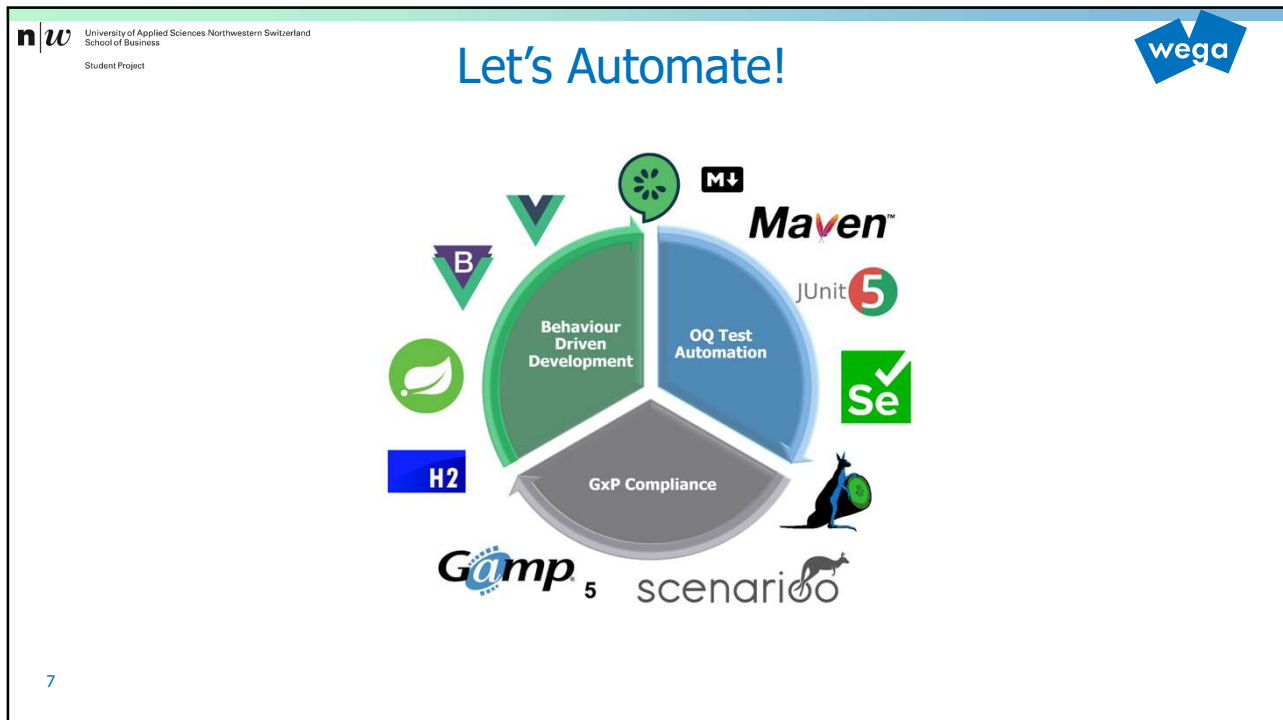 n|w
University of Applied Sciences Northwestern Switzerland
School of Business
Student Project
Let's Automate!
wega
M
Maven™
B
JUnit 5
Behaviour
Driven
Development
OQ Test
Automation
Se
H2
GxP Compliance
Gamp® 5
scenarioo
7